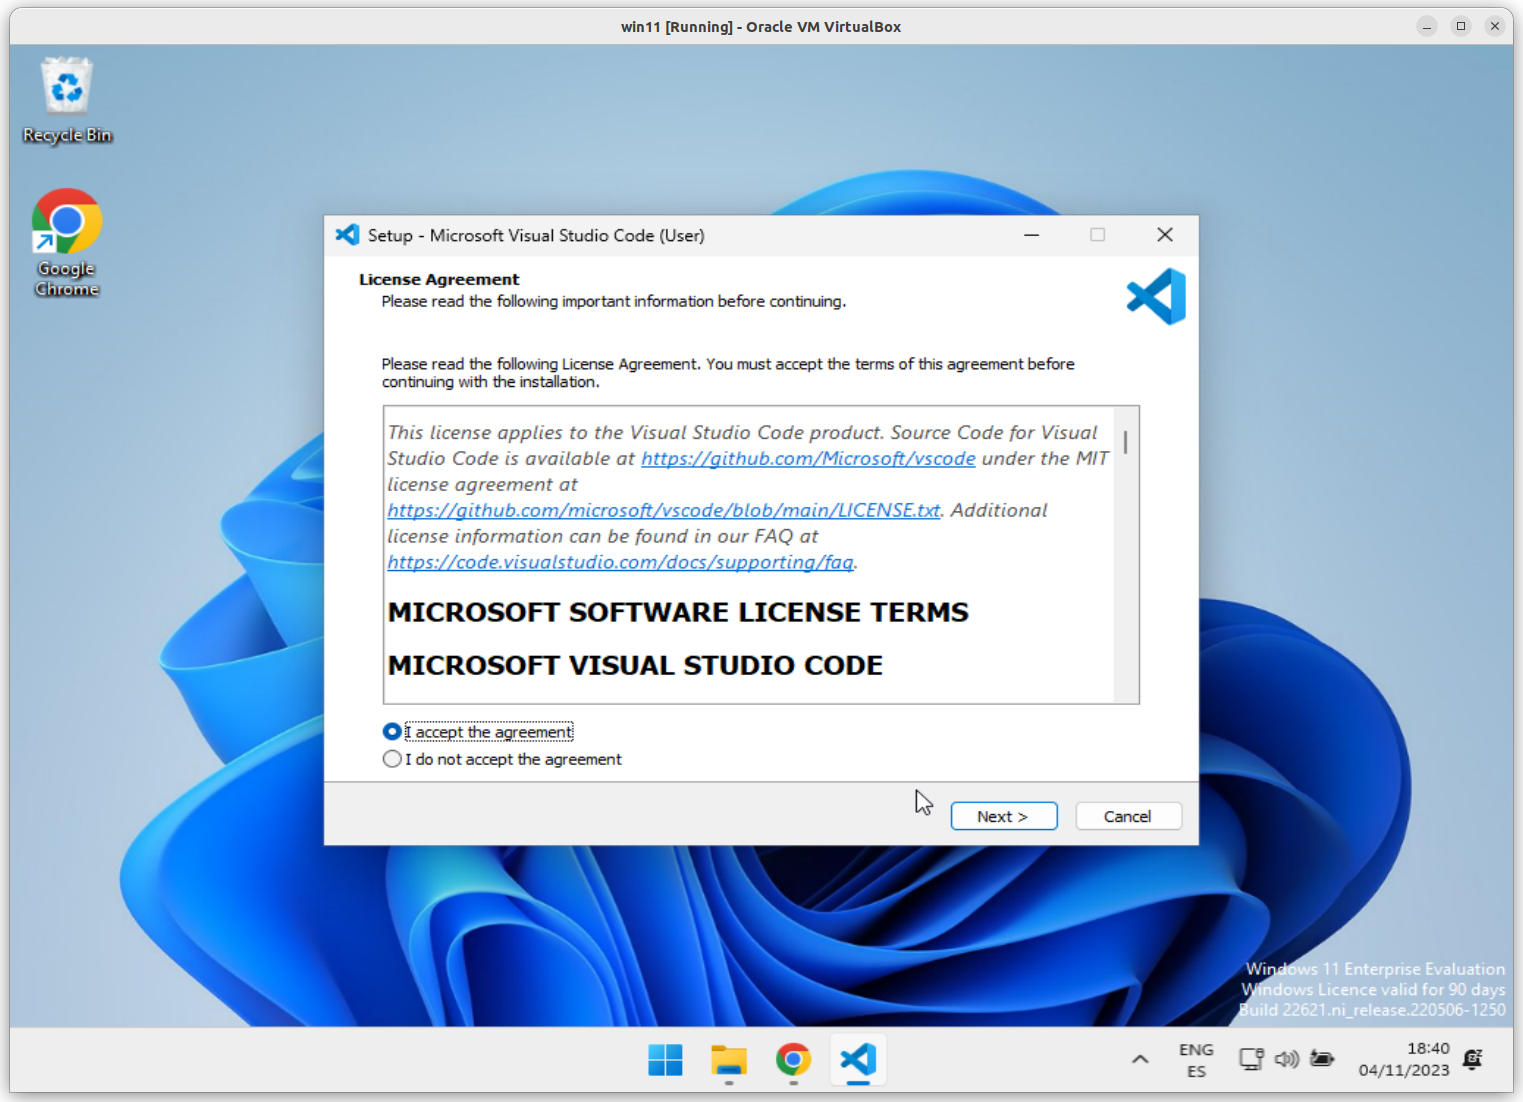 win11 [Running] - Oracle VM VirtualBox
Recycle Bin
Google
Chrome
Setup - Microsoft Visual Studio Code (User)
License Agreement
Please read the following important information before continuing.
Please read the following License Agreement. You must accept the terms of this agreement before
continuing with the installation.
This license applies to the Visual Studio Code product. Source Code for Visual
Studio Code is available at https://github.com/Microsoft/vscode under the MIT
license agreement at
https://github.com/microsoft/vscode/blob/main/LICENSE.txt. Additional
license information can be found in our FAQ at
https://code.visualstudio.com/docs/supporting/faq.
MICROSOFT SOFTWARE LICENSE TERMS
MICROSOFT VISUAL STUDIO CODE
I accept the agreement
I do not accept the agreement
Next >
Cancel
Windows 11 Enterprise Evaluation
Windows Licence valid for 90 days
Build 22621.ni_release.220506-1250
ENG
ES
18:40
04/11/2023